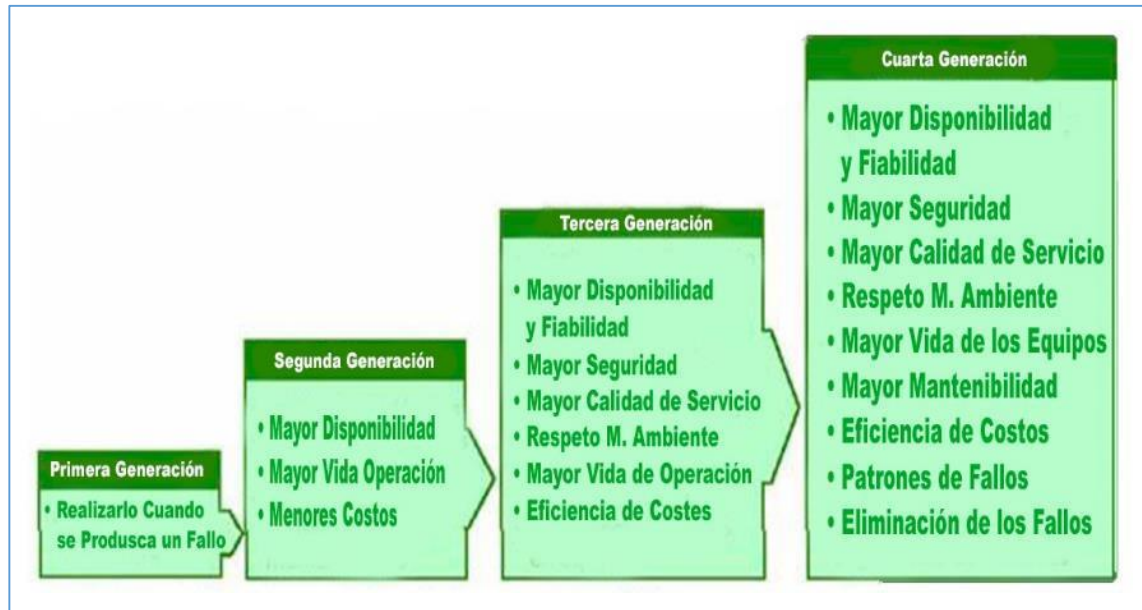 Primera Generación
• Realizarlo Cuando
se Produsca un Fallo
Segunda Generación
• Mayor Disponibilidad
• Mayor Vida Operación
• Menores Costos
Tercera Generación
• Mayor Disponibilidad
y Fiabilidad
• Mayor Seguridad
• Mayor Calidad de Servicio
• Respeto M. Ambiente
• Mayor Vida de Operación
• Eficiencia de Costes
Cuarta Generación
• Mayor Disponibilidad
y Fiabilidad
• Mayor Seguridad
• Mayor Calidad de Servicio
• Respeto M. Ambiente
• Mayor Vida de los Equipos
• Mayor Mantenibilidad
• Eficiencia de Costos
• Patrones de Fallos
• Eliminación de los Fallos